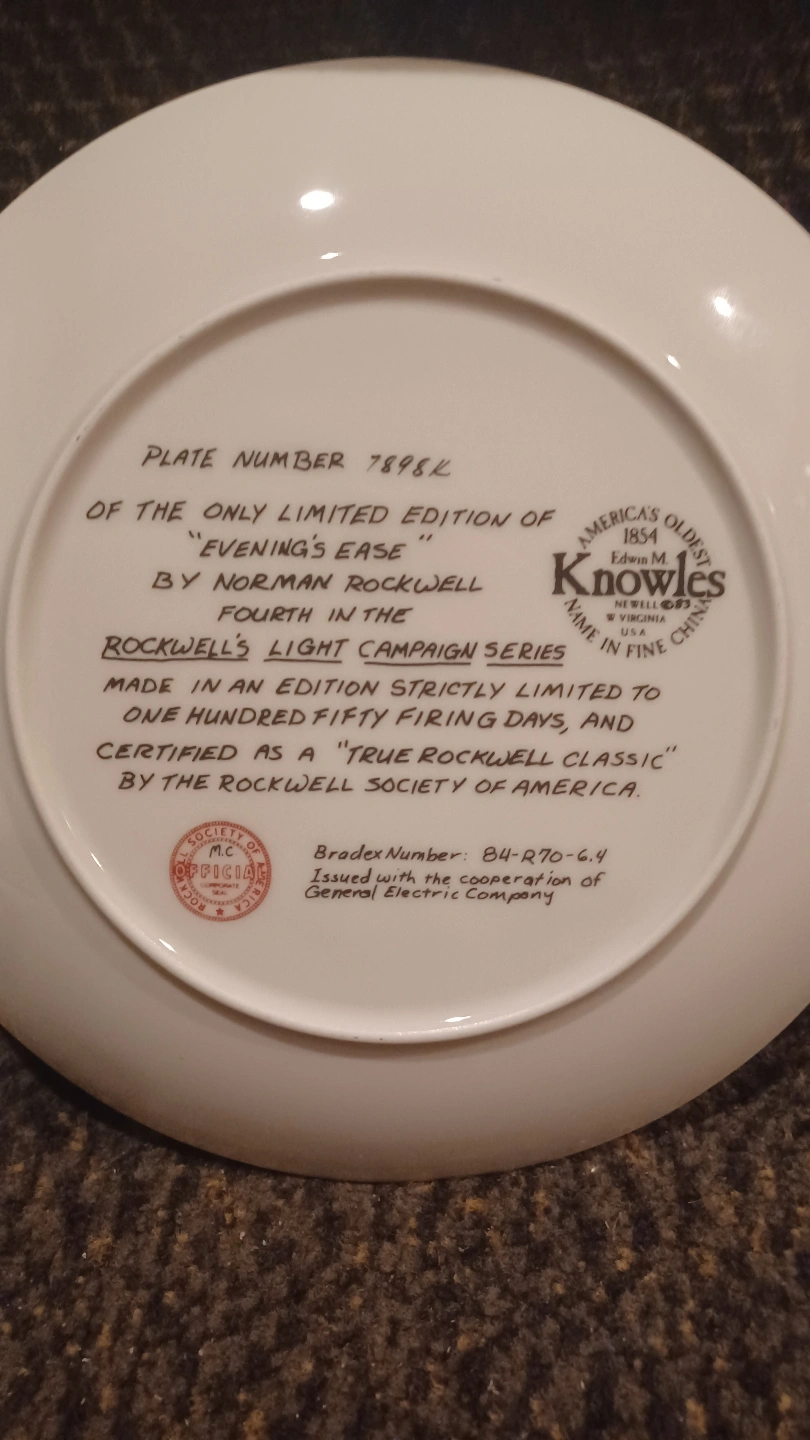 PLATE NUMBER 7898K
OF THE ONLY LIMITED EDITION OF
"EVENING'S EASE"
BY NORMAN ROCKWELL
FOURTH IN THE
ROCKWELL'S LIGHT CAMPAIGN SERIES
MADE IN AN EDITION STRICTLY LIMITED TO
ONE HUNDRED FIFTY FIRING DAYS, AND
CERTIFIED AS A "TRUE ROCKWELL CLASSIC"
BY THE ROCKWELL SOCIETY OF AMERICA.
AMERICA'S OLDEST
1854
Edwin M.
Knowles
NEWELL ©83
W VIRGINIA
USA
NAME IN FINE CHINA
SOCIETY OF AMERICA
M.C
OFFICIAL
CORPORATE
SEAL
Bradex Number: 84-R70-6.4
Issued with the cooperation of
General Electric Company